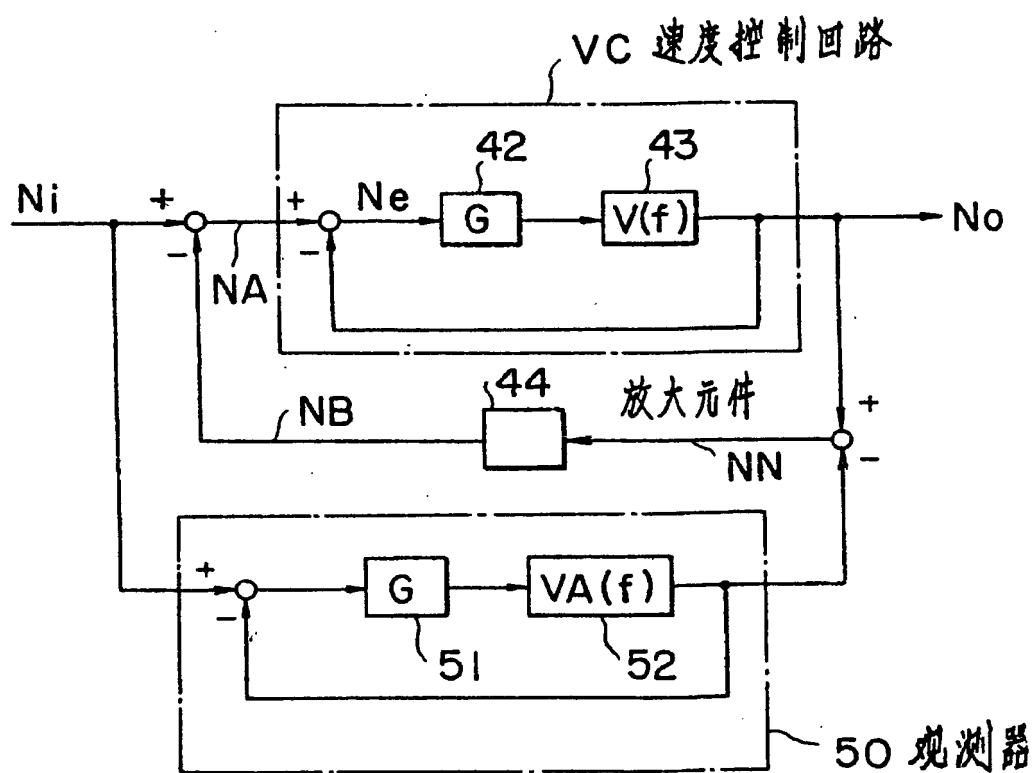 VC 速度控制回路
42
43
Ni
+
+
Ne
G
V(f)
No
-
-
NA
44
放大元件
NB
+
NN
-
+
G
VA(f)
-
51
52
50 观测器